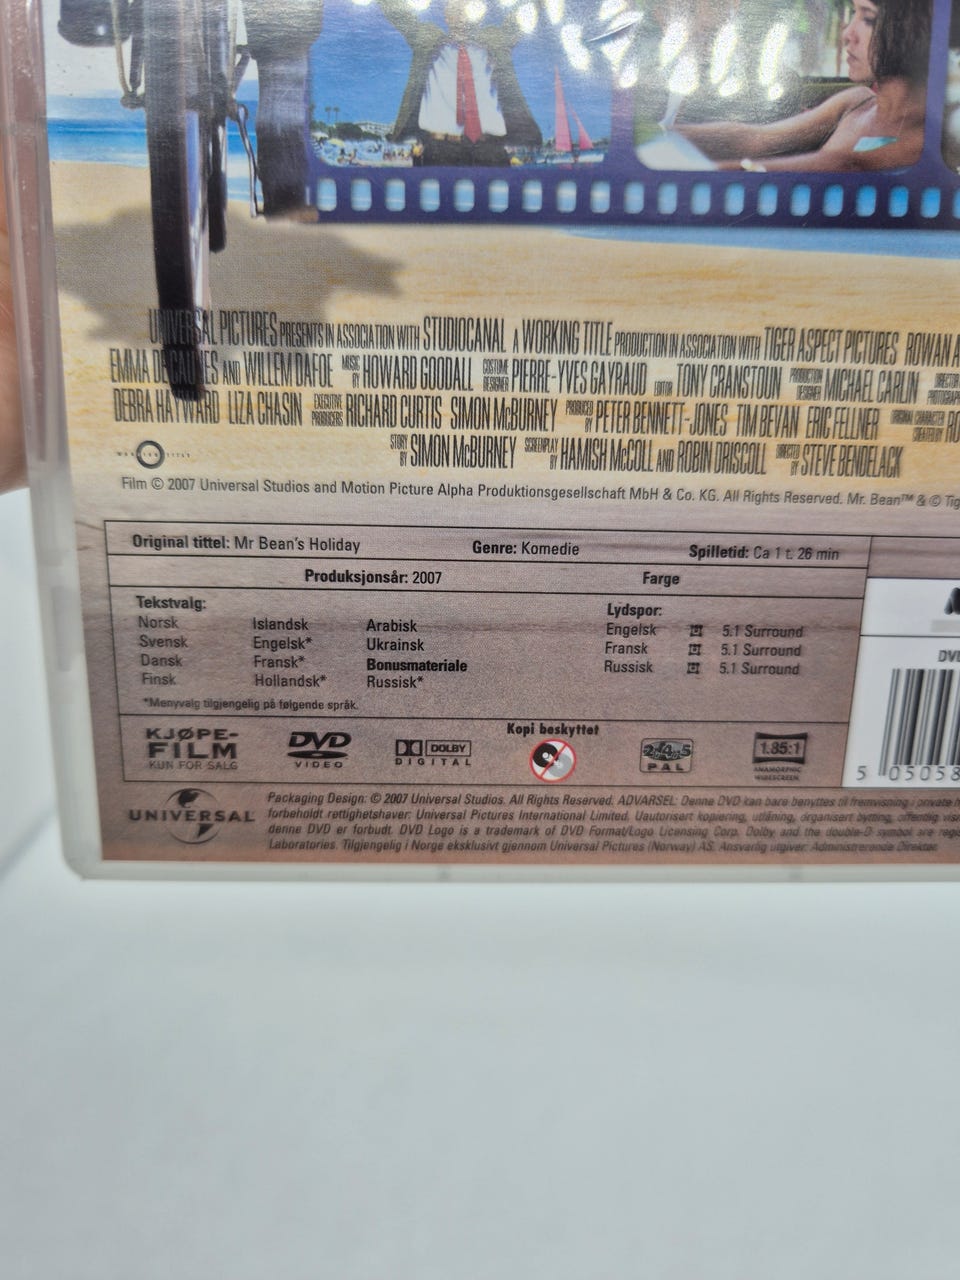 UNIVERSAL PICTURES PRESENTS IN ASSOCIATION WITH STUDIOCANAL A WORKING TITLE PRODUCTION IN ASSOCIATION WITH TIGER ASPECT PICTURES ROWAN
EMMA DE CAUNES AND WILLEM DAFOE MUSIC BY HOWARD GOODALL COSTUME DESIGNER PIERRE-YVES GAYRAUD EDITOR TONY CRANSTOUN PRODUCTION DESIGNER MICHAEL CARLIN
DEBRA HAYWARD LIZA CHASIN EXECUTIVE PRODUCERS RICHARD CURTIS SIMON McBURNEY PRODUCED BY PETER BENNETT-JONES TIM BEVAN ERIC FELLNER
STORY BY SIMON McBURNEY SCREENPLAY BY HAMISH McCOLL AND ROBIN DRISCOLL DIRECTED BY STEVE BENDELACK
WORKING TITLE
Film © 2007 Universal Studios and Motion Picture Alpha Produktionsgesellschaft MbH & Co. KG. All Rights Reserved. Mr. Bean™ & © Tig
Original tittel: Mr Bean's Holiday Genre: Komedie Spilletid: Ca 1 t. 26 min
Produksjonsår: 2007 Farge
Tekstvalg: Lydspor:
Norsk Islandsk Arabisk Engelsk 5.1 Surround
Svensk Engelsk* Ukrainsk Fransk 5.1 Surround
Dansk Fransk* Bonusmateriale Russisk 5.1 Surround
Finsk Hollandsk* Russisk*
*Menyvalg tilgjengelig på følgende språk.
KJØPE-
FILM
KUN FOR SALG
DVD
VIDEO
DOLBY
DIGITAL
Kopi beskyttet
2.4.5
PAL
1.85:1
ANAMORPHIC
WIDESCREEN
DV
5 05058
UNIVERSAL
Packaging Design: © 2007 Universal Studios. All Rights Reserved. ADVARSEL: Denne DVD kan bare benyttes til fremvisning i private h
forbeholdt rettighetshaver: Universal Pictures International Limited. Uautorisert kopiering, utlåning, organisert bytting, offentlig vis
denne DVD er forbudt. DVD Logo is a trademark of DVD Format/Logo Licensing Corp. Dolby and the double-D symbol are regi
Laboratories. Tilgjengelig i Norge eksklusivt gjennom Universal Pictures (Norway) AS. Ansvarlig utgiver: Administrerende Direktør.